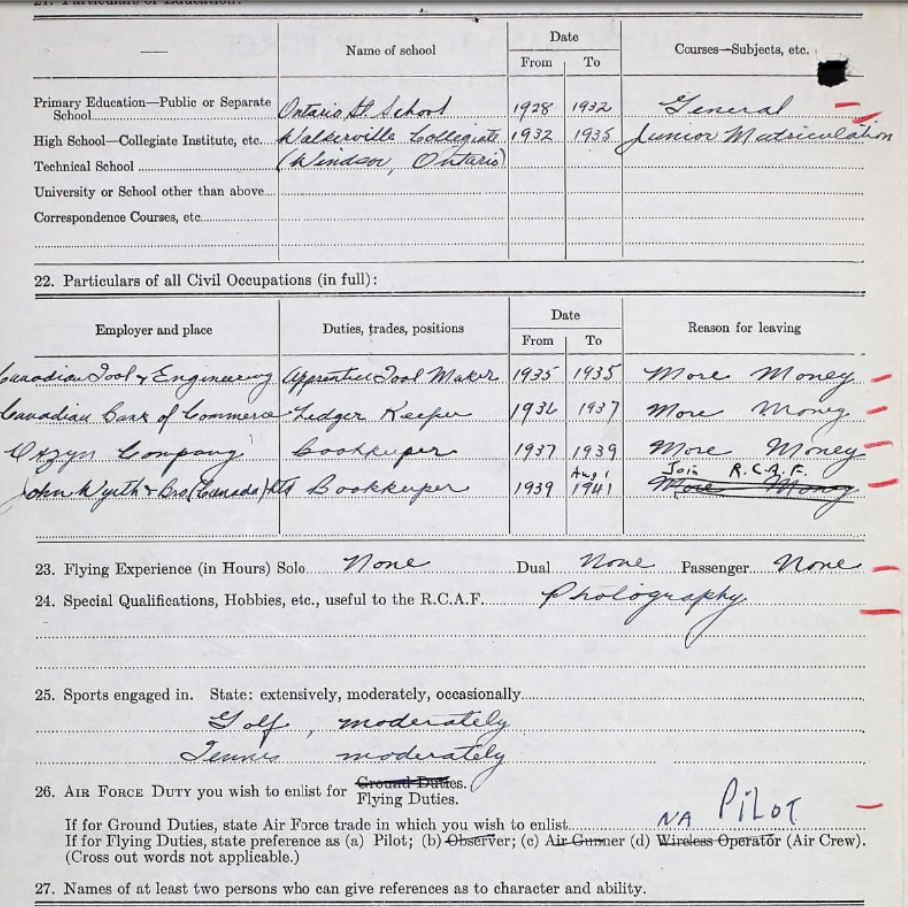 21. Particulars of Education:
Name of school Date Courses—Subjects, etc.
From To
Primary Education—Public or Separate
School Ontario St. School 1928 1932 General
High School—Collegiate Institute, etc. Walkerville Collegiate 1932 1935 Junior Matriculation
Technical School (Windsor, Ontario)
University or School other than above
Correspondence Courses, etc.
22. Particulars of all Civil Occupations (in full):
Employer and place Duties, trades, positions Date Reason for leaving
From To
Canadian Tool & Engineering Apprentice Tool Maker 1935 1935 More Money
Canadian Bank of Commerce Ledger Keeper 1936 1937 More Money
Company Bookkeeper 1937 1939 More Money
Aug 1 Join R.C.A.F.
John Wyeth & Bro (Canada) Ltd Bookkeeper 1939 1941 More Money
23. Flying Experience (in Hours) Solo None Dual None Passenger None
24. Special Qualifications, Hobbies, etc., useful to the R.C.A.F. Photography
25. Sports engaged in. State: extensively, moderately, occasionally
Golf, moderately
Tennis moderately
26. AIR FORCE DUTY you wish to enlist for Ground Duties.
Flying Duties.
If for Ground Duties, state Air Force trade in which you wish to enlist NA PILOT
If for Flying Duties, state preference as (a) Pilot; (b) Observer; (c) Air Gunner (d) Wireless Operator (Air Crew).
(Cross out words not applicable.)
27. Names of at least two persons who can give references as to character and ability.